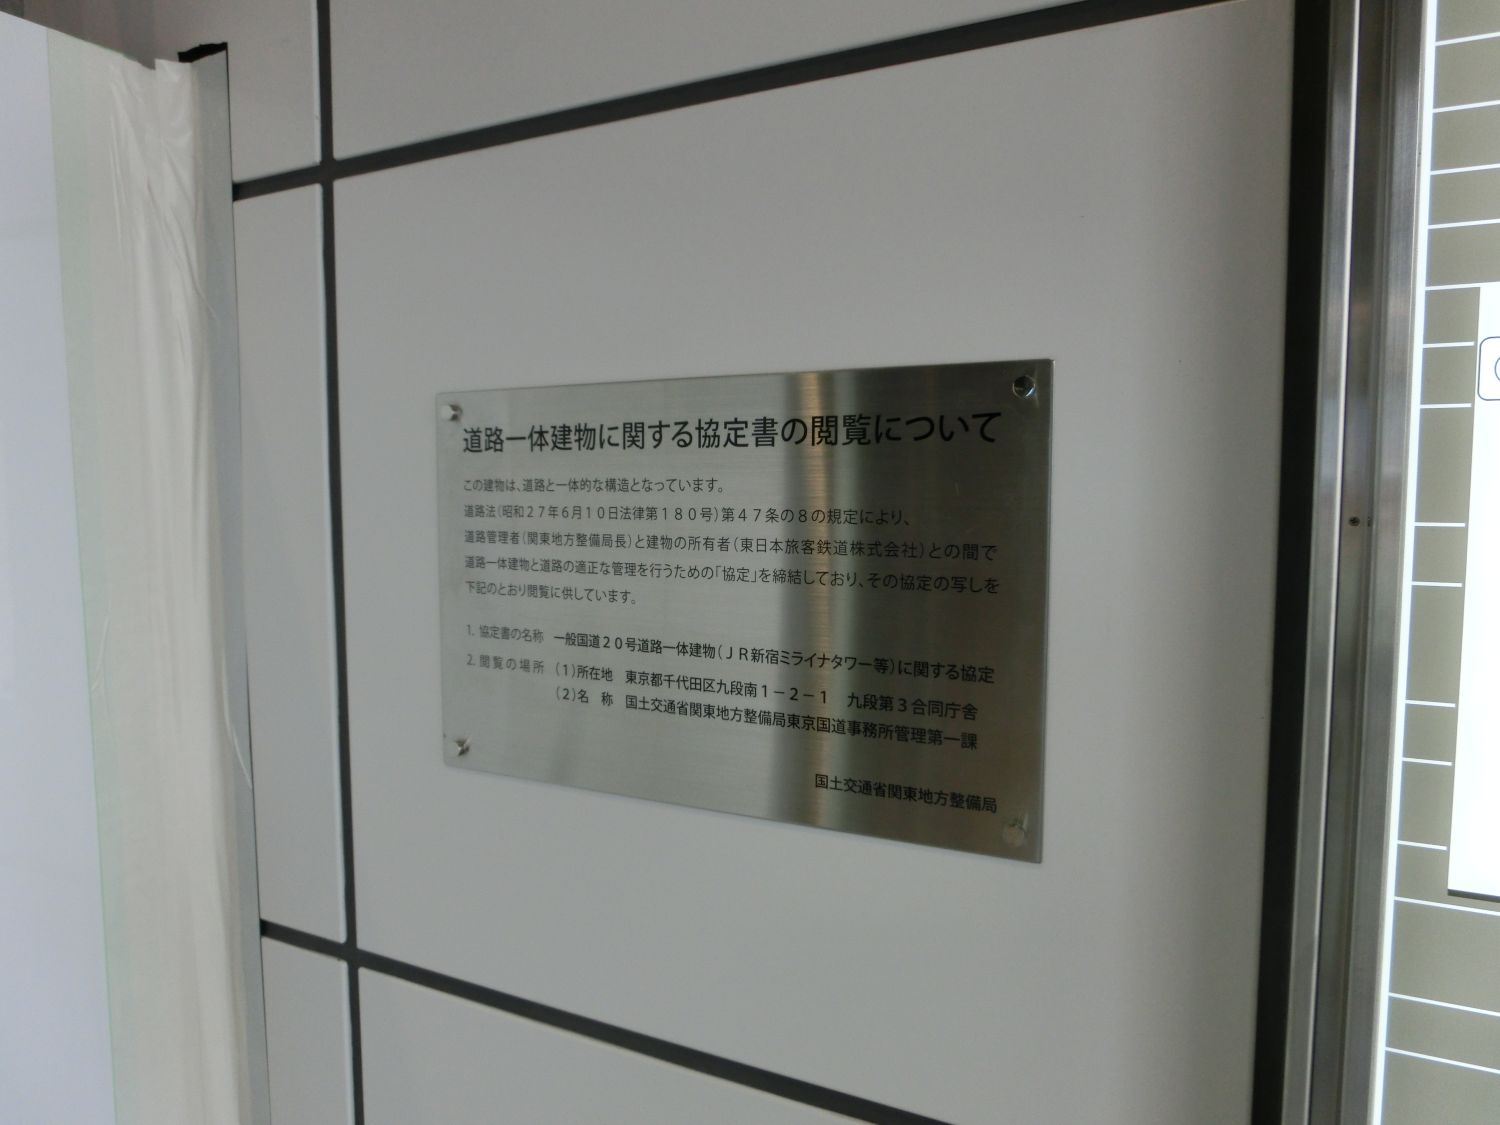 道路一体建物に関する協定書の閲覧について
この建物は、道路と一体的な構造となっています。
道路法（昭和２７年６月１０日法律第１８０号）第４７条の８の規定により、
道路管理者（関東地方整備局長）と建物の所有者（東日本旅客鉄道株式会社）との間で
道路一体建物と道路の適正な管理を行うための「協定」を締結しており、その協定の写しを
下記のとおり閲覧に供しています。
1. 協定書の名称　一般国道２０号道路一体建物（ＪＲ新宿ミライナタワー等）に関する協定
2. 閲覧の場所　（１）所在地　東京都千代田区九段南１－２－１　九段第３合同庁舎
（２）名　称　国土交通省関東地方整備局東京国道事務所管理第一課
国土交通省関東地方整備局